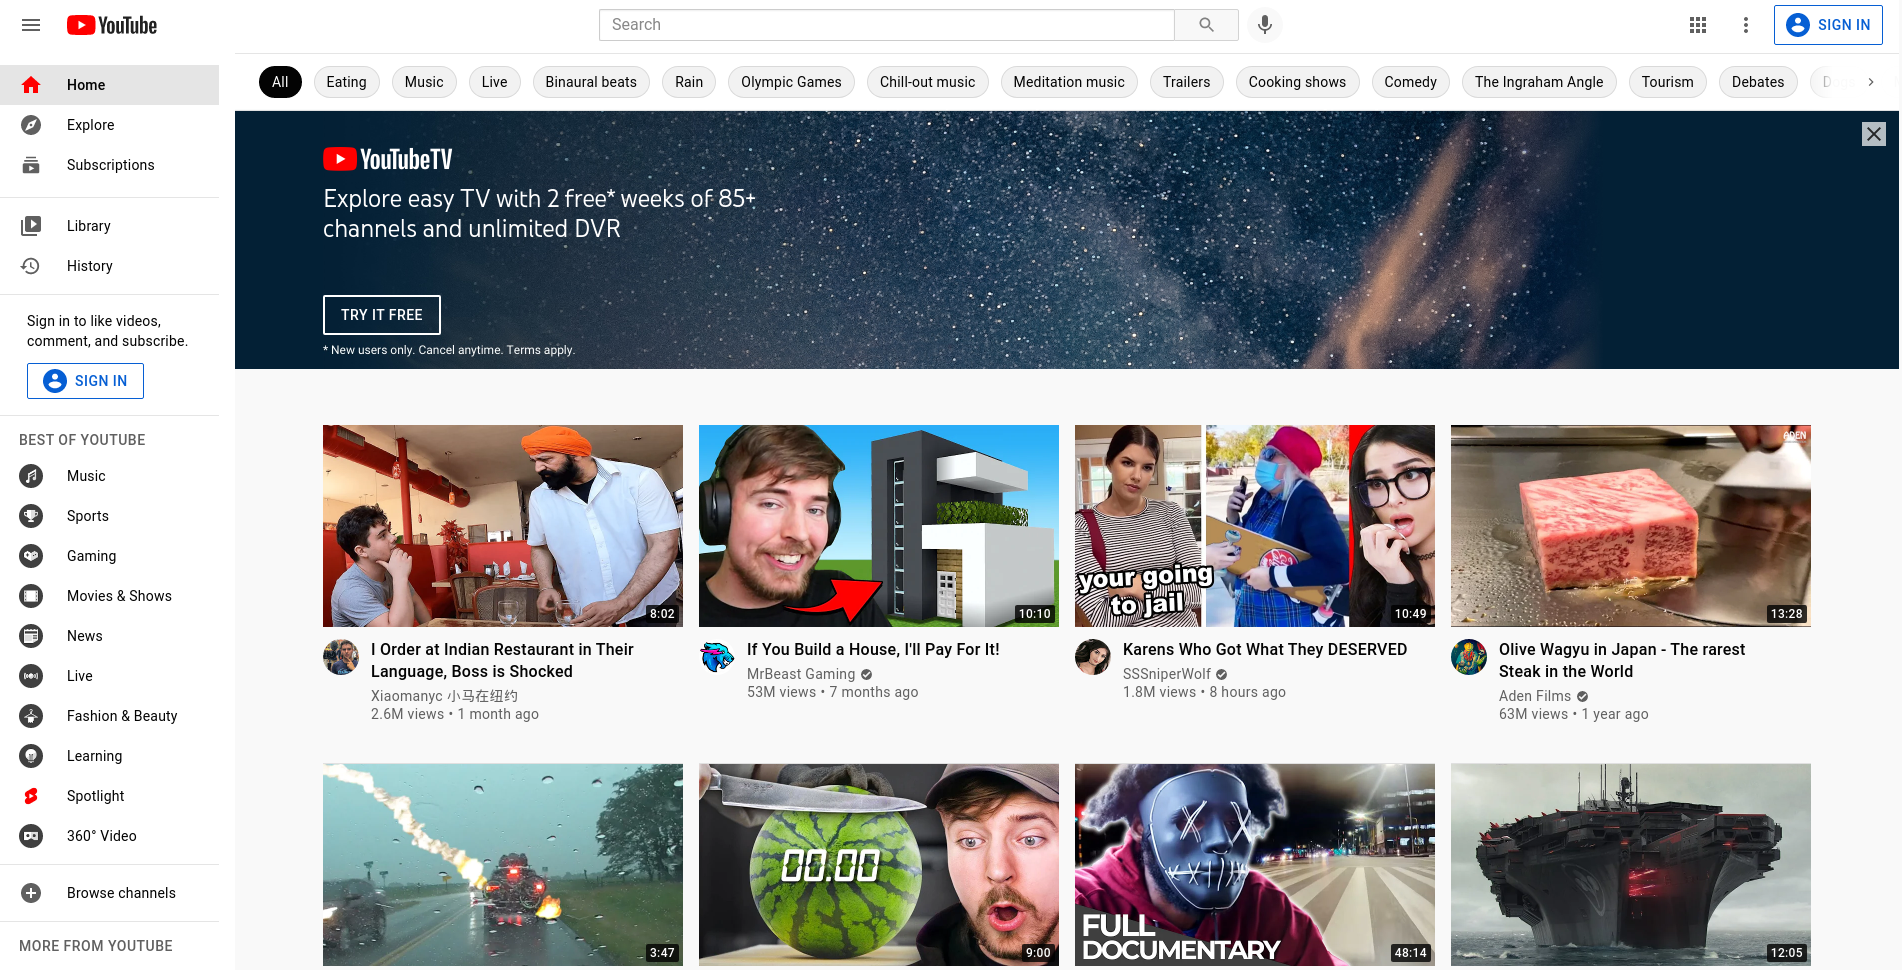 YouTube
Search
SIGN IN
Home
Explore
Subscriptions
Library
History
Sign in to like videos,
comment, and subscribe.
SIGN IN
BEST OF YOUTUBE
Music
Sports
Gaming
Movies & Shows
News
Live
Fashion & Beauty
Learning
Spotlight
360° Video
Browse channels
MORE FROM YOUTUBE
All
Eating
Music
Live
Binaural beats
Rain
Olympic Games
Chill-out music
Meditation music
Trailers
Cooking shows
Comedy
The Ingraham Angle
Tourism
Debates
YouTubeTV
Explore easy TV with 2 free* weeks of 85+
channels and unlimited DVR
TRY IT FREE
* New users only. Cancel anytime. Terms apply.
8:02
I Order at Indian Restaurant in Their
Language, Boss is Shocked
Xiaomanyc 小马在纽约
2.6M views • 1 month ago
10:10
If You Build a House, I'll Pay For It!
MrBeast Gaming
53M views • 7 months ago
your going
to jail
10:49
Karens Who Got What They DESERVED
SSSniperWolf
1.8M views • 8 hours ago
ADEN
13:28
Olive Wagyu in Japan - The rarest
Steak in the World
Aden Films
63M views • 1 year ago
3:47
00.00
9:00
FULL
DOCUMENTARY
48:14
12:05